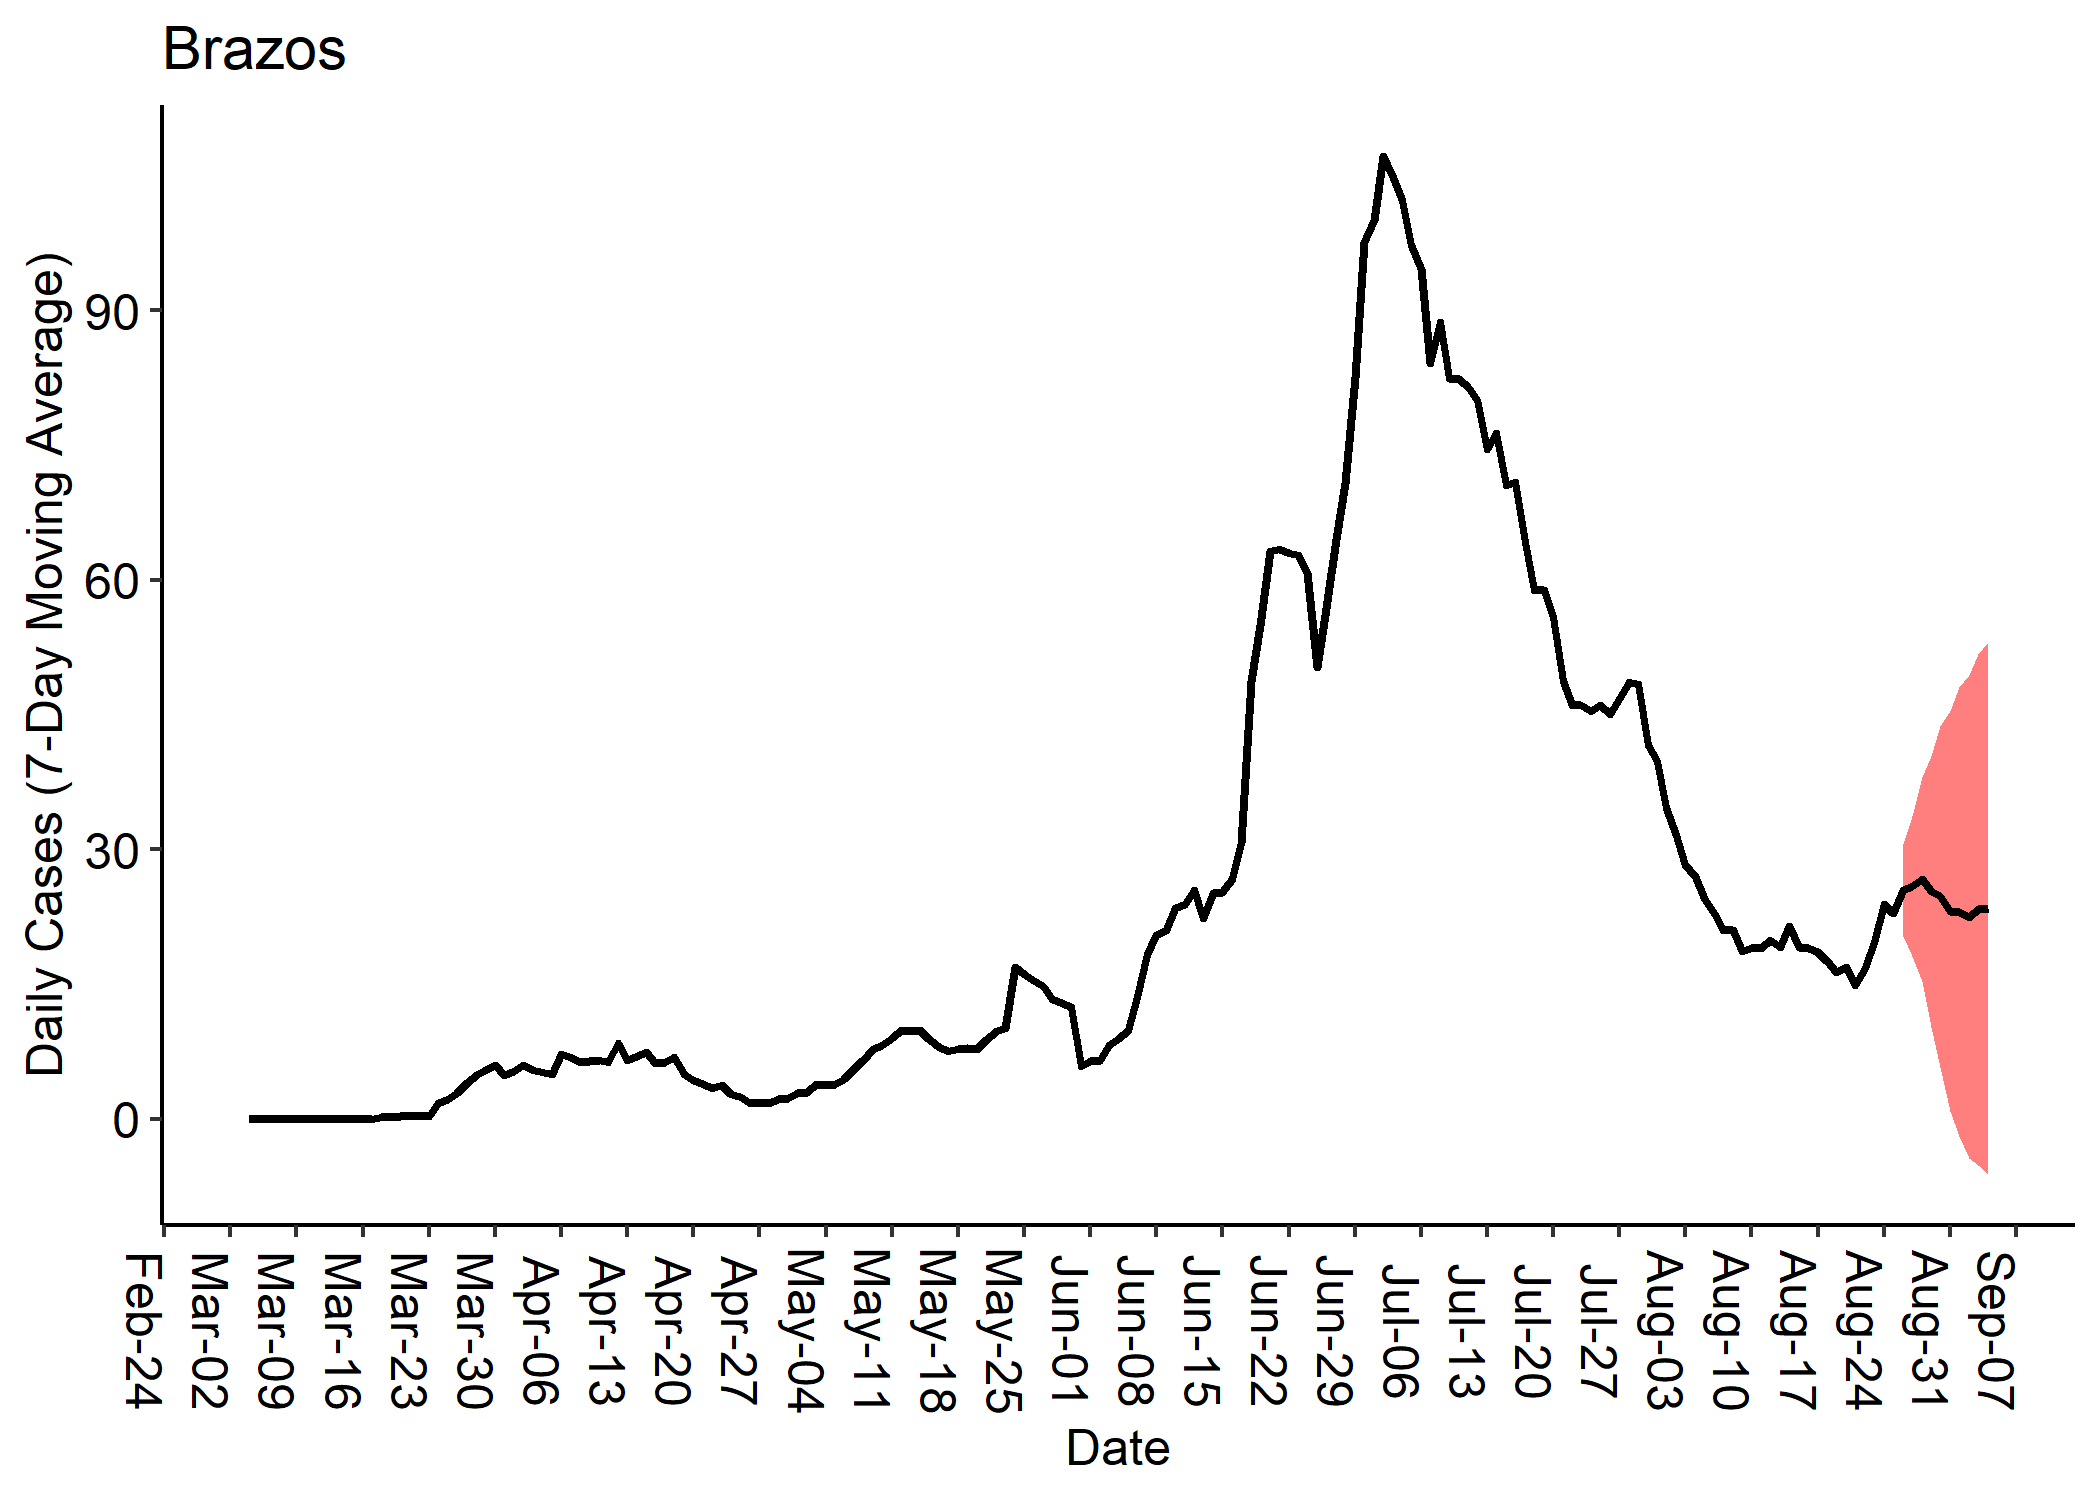 Brazos
Daily Cases (7-Day Moving Average)
90
60
30
0
Feb-24
Mar-02
Mar-09
Mar-16
Mar-23
Mar-30
Apr-06
Apr-13
Apr-20
Apr-27
May-04
May-11
May-18
May-25
Jun-01
Jun-08
Jun-15
Jun-22
Jun-29
Jul-06
Jul-13
Jul-20
Jul-27
Aug-03
Aug-10
Aug-17
Aug-24
Aug-31
Sep-07
Date